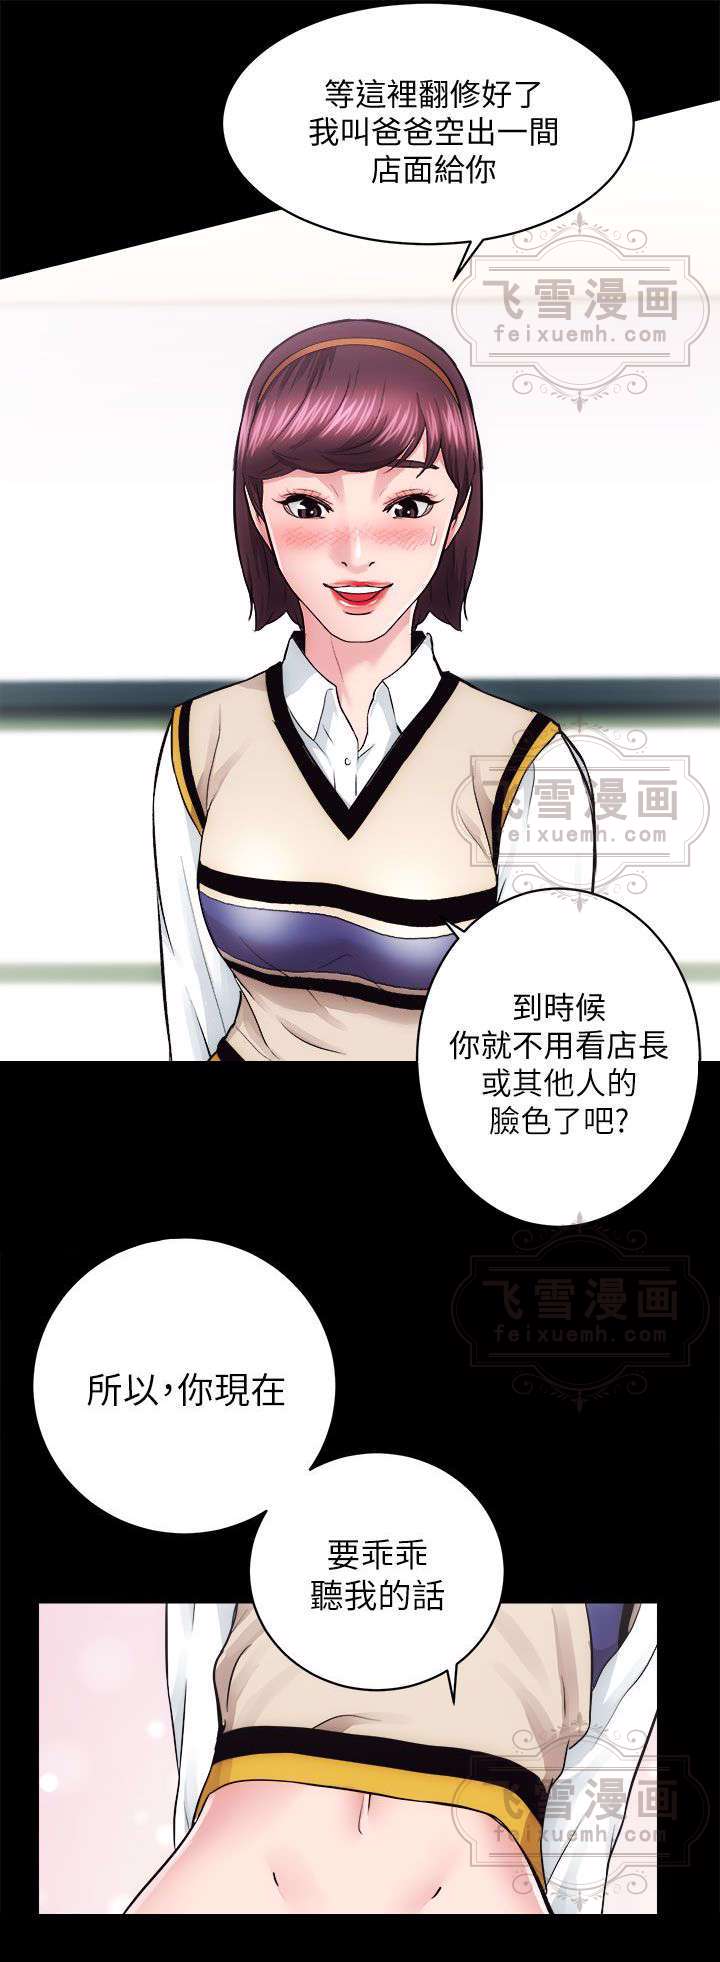 等這裡翻修好了
我叫爸爸空出一間
店面給你
飞雪漫画
feixuemh.com
飞雪漫画
feixuemh.com
到時候
你就不用看店長
或其他人的
臉色了吧?
飞雪漫画
feixuemh.com
所以,你現在
要乖乖
聽我的話
飞雪漫画
feixuemh.com